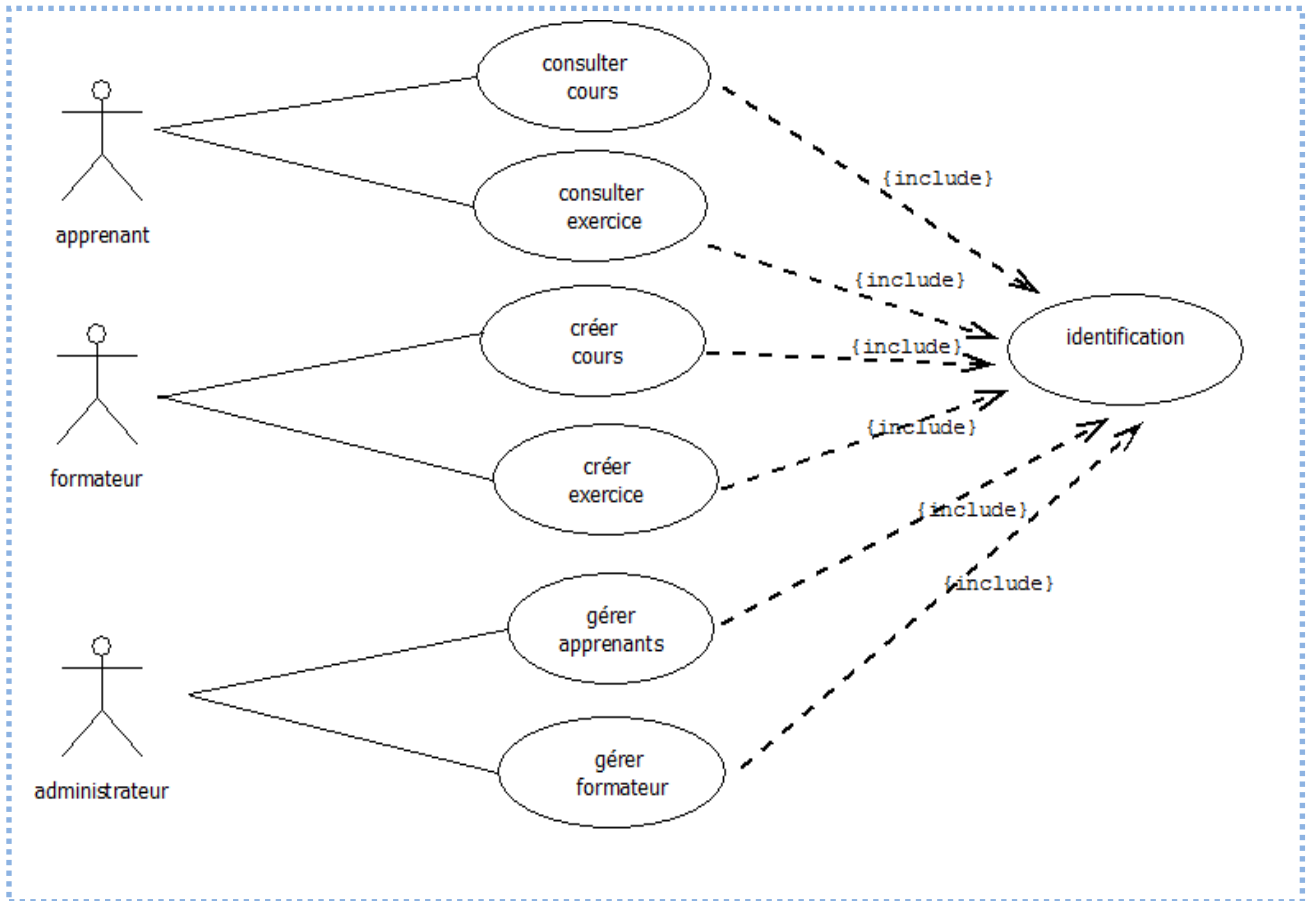 consulter
cours
{include}
consulter
exercice
apprenant
{include}
créer
cours
{include}
identification
formateur
créer
exercice
{include}
{include}
gérer
apprenants
{include}
administrateur
gérer
formateur